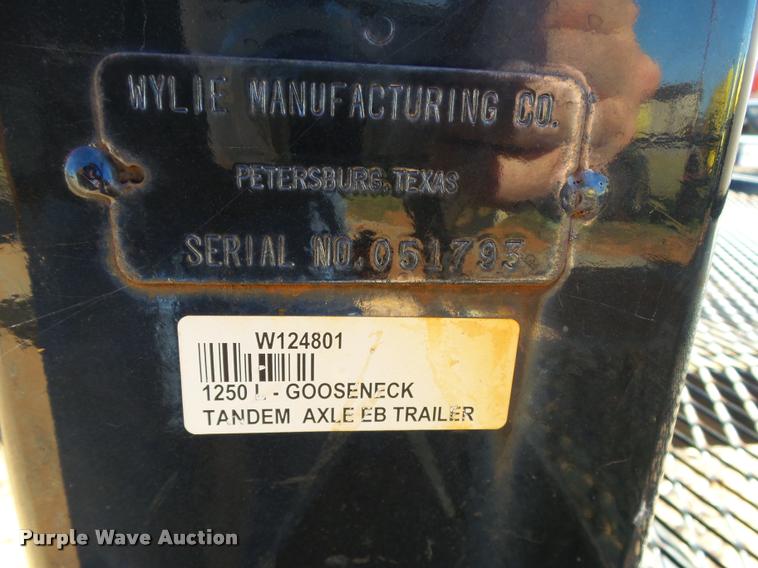 WYLIE MANUFACTURING CO.
PETERSBURG, TEXAS
SERIAL NO. 051793
W124801
1250 L - GOOSENECK
TANDEM AXLE EB TRAILER
Purple Wave Auction